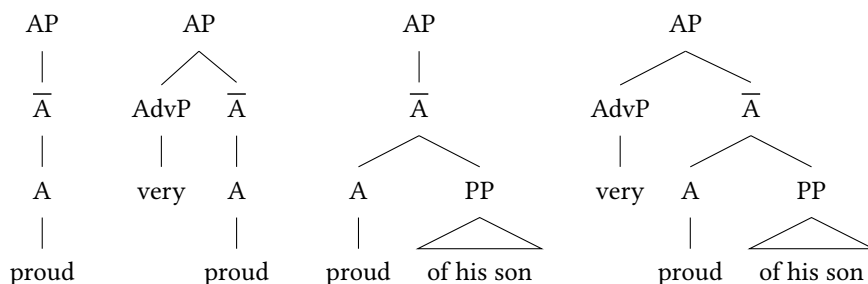 AP AP AP AP
A̅ AdvP A̅ A̅ AdvP A̅
A very A A PP very A PP
proud proud proud of his son proud of his son